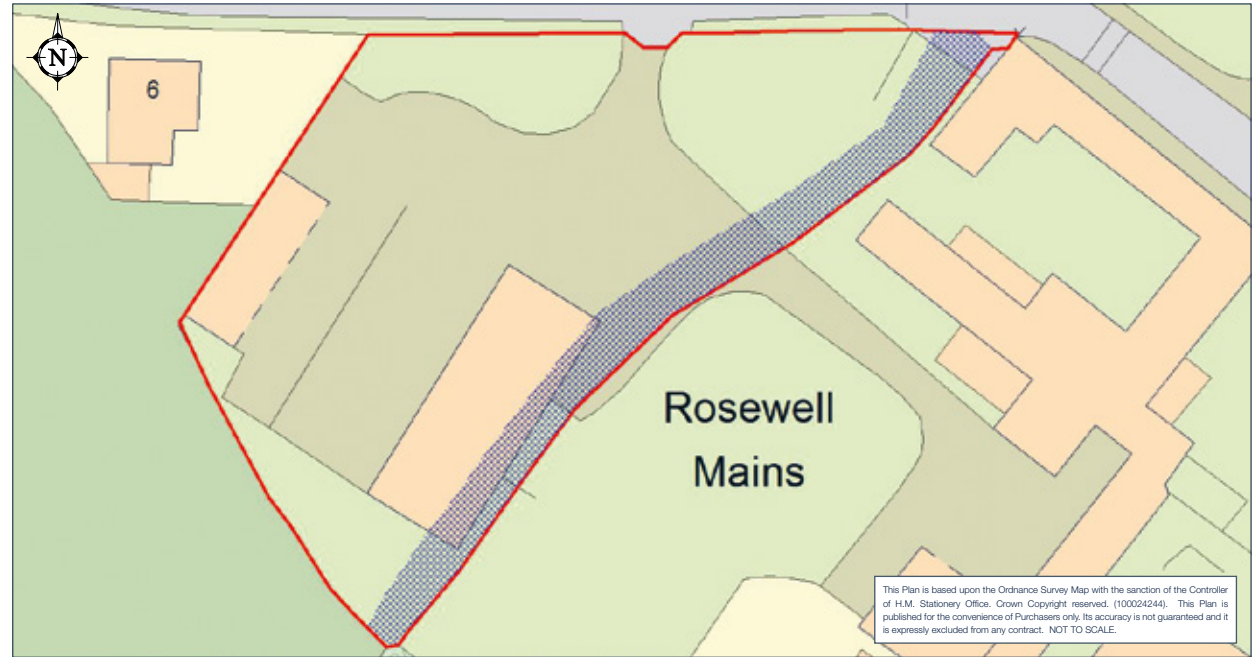 N
6
Rosewell
Mains
This Plan is based upon the Ordnance Survey Map with the sanction of the Controller
of H.M. Stationery Office. Crown Copyright reserved. (100024244). This Plan is
published for the convenience of Purchasers only. Its accuracy is not guaranteed and it
is expressly excluded from any contract. NOT TO SCALE.